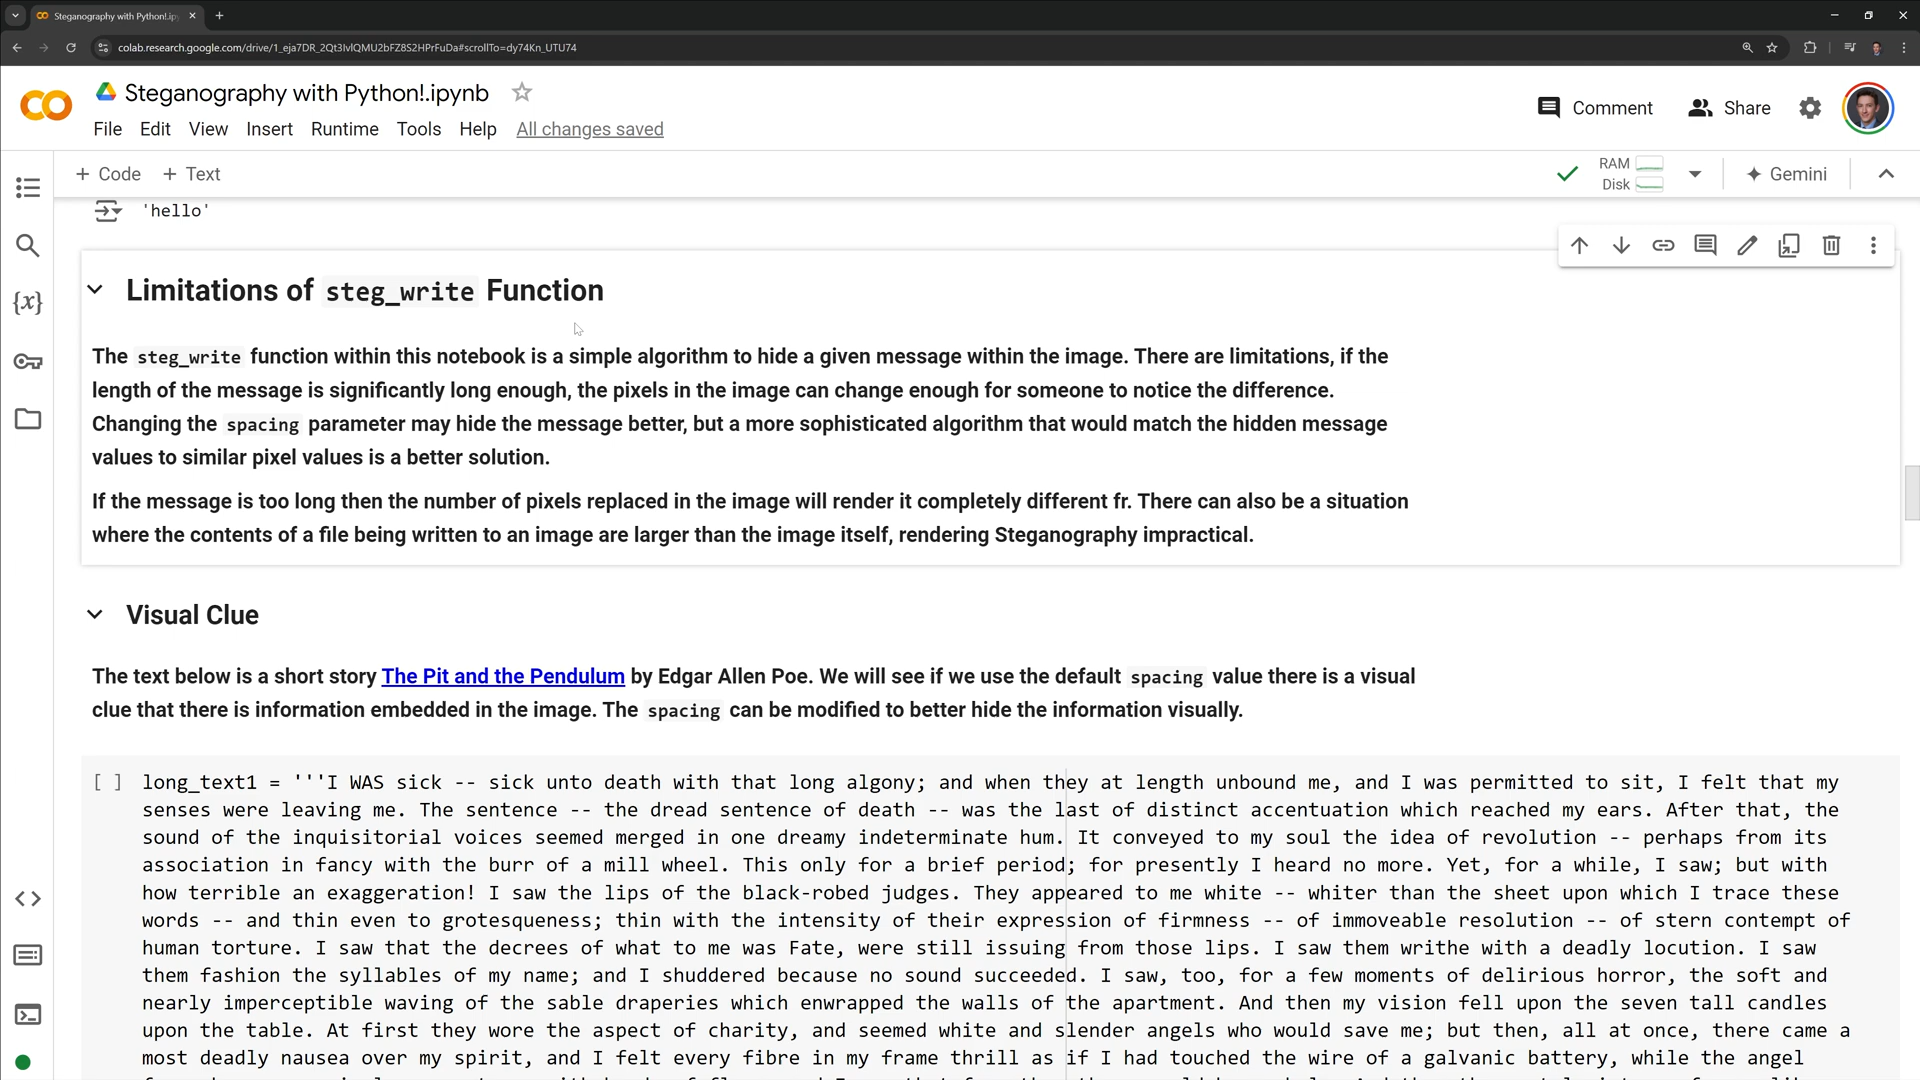 Steganography with Python!.ip
colab.research.google.com/drive/1_eja7DR_2Qt3IvlQMU2bFZ8S2HPrFuDa#scrollTo=dy74Kn_UTU74
Steganography with Python!.ipynb
Comment
Share
File Edit View Insert Runtime Tools Help All changes saved
+ Code + Text
RAM
Disk
Gemini
'hello'
Limitations of steg_write Function
The steg_write function within this notebook is a simple algorithm to hide a given message within the image. There are limitations, if the
length of the message is significantly long enough, the pixels in the image can change enough for someone to notice the difference.
Changing the spacing parameter may hide the message better, but a more sophisticated algorithm that would match the hidden message
values to similar pixel values is a better solution.
If the message is too long then the number of pixels replaced in the image will render it completely different fr. There can also be a situation
where the contents of a file being written to an image are larger than the image itself, rendering Steganography impractical.
Visual Clue
The text below is a short story The Pit and the Pendulum by Edgar Allen Poe. We will see if we use the default spacing value there is a visual
clue that there is information embedded in the image. The spacing can be modified to better hide the information visually.
[ ] long_text1 = '''I WAS sick -- sick unto death with that long algony; and when they at length unbound me, and I was permitted to sit, I felt that my
senses were leaving me. The sentence -- the dread sentence of death -- was the last of distinct accentuation which reached my ears. After that, the
sound of the inquisitorial voices seemed merged in one dreamy indeterminate hum. It conveyed to my soul the idea of revolution -- perhaps from its
association in fancy with the burr of a mill wheel. This only for a brief period; for presently I heard no more. Yet, for a while, I saw; but with
how terrible an exaggeration! I saw the lips of the black-robed judges. They appeared to me white -- whiter than the sheet upon which I trace these
words -- and thin even to grotesqueness; thin with the intensity of their expression of firmness -- of immoveable resolution -- of stern contempt of
human torture. I saw that the decrees of what to me was Fate, were still issuing from those lips. I saw them writhe with a deadly locution. I saw
them fashion the syllables of my name; and I shuddered because no sound succeeded. I saw, too, for a few moments of delirious horror, the soft and
nearly imperceptible waving of the sable draperies which enwrapped the walls of the apartment. And then my vision fell upon the seven tall candles
upon the table. At first they wore the aspect of charity, and seemed white and slender angels who would save me; but then, all at once, there came a
most deadly nausea over my spirit, and I felt every fibre in my frame thrill as if I had touched the wire of a galvanic battery, while the angel